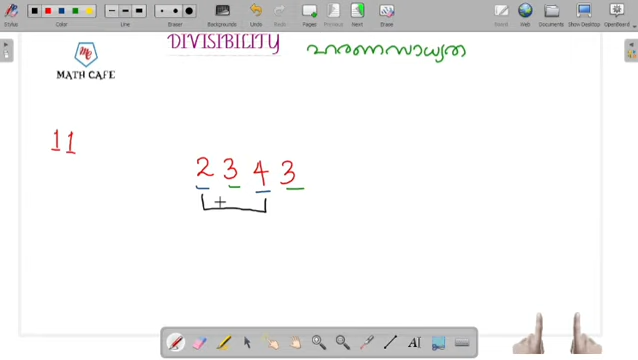 Stylus
Backgrounds
Undo
Redo
Pages
Previous
Next
Erase
Board
Web
Documents
Show Desktop
OpenBoard
Color
Line
Eraser
DIVISIBILITY ഹരണസാധ്യത
MATH CAFE
11
2 3 4 3
+